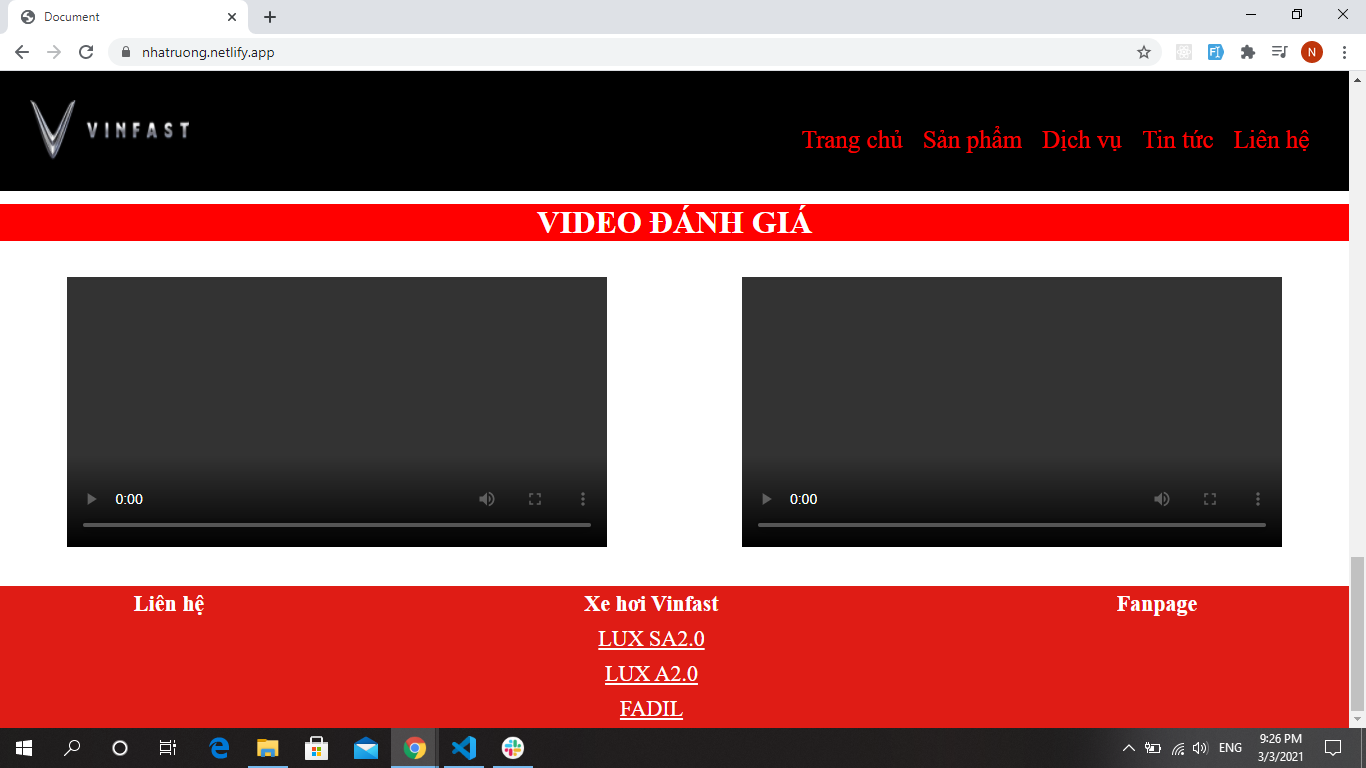 Document
nhatruong.netlify.app
N
VINFAST
Trang chủ Sản phẩm Dịch vụ Tin tức Liên hệ
VIDEO ĐÁNH GIÁ
0:00 0:00
Liên hệ Xe hơi Vinfast Fanpage
LUX SA2.0
LUX A2.0
FADIL
ENG
9:26 PM
3/3/2021